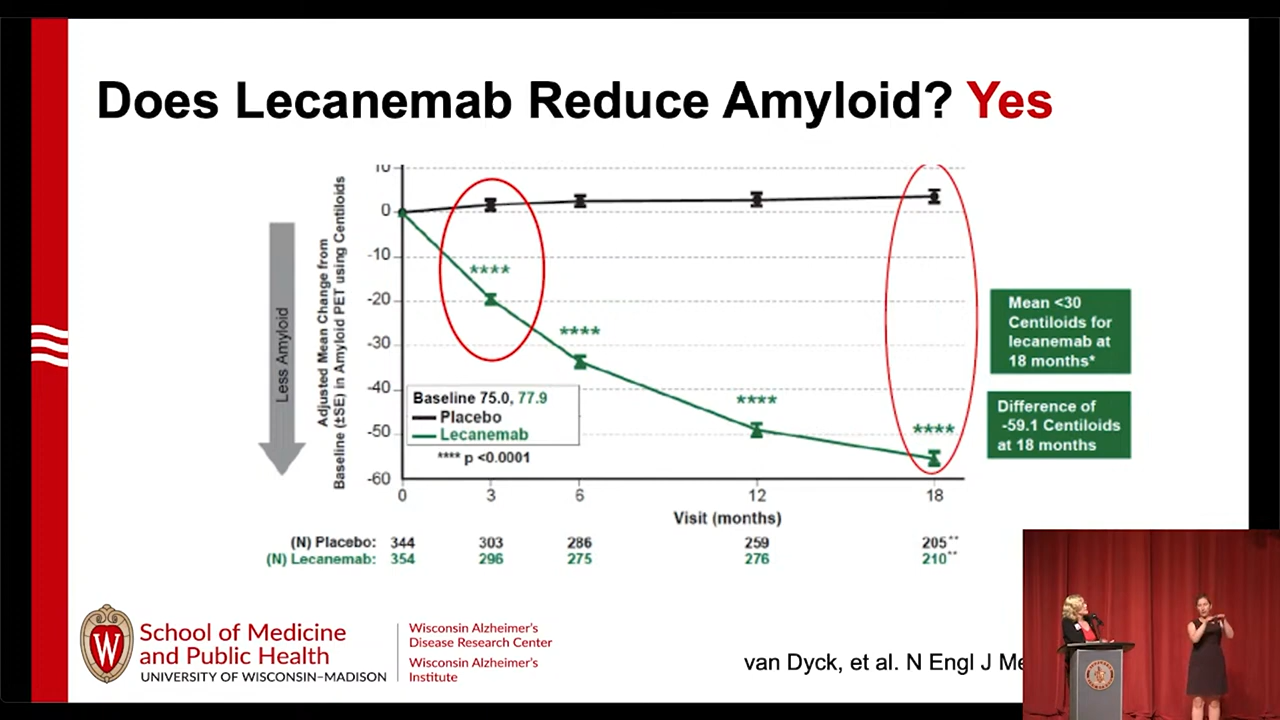 Does Lecanemab Reduce Amyloid? Yes
Less Amyloid
Adjusted Mean Change from
Baseline (±SE) in Amyloid PET using Centiloids
10
0
-10
-20
-30
-40
-50
-60
****
****
****
****
Baseline 75.0, 77.9
Placebo
Lecanemab
**** p <0.0001
0 3 6 12 18
Visit (months)
Mean <30
Centiloids for
lecanemab at
18 months*
Difference of
-59.1 Centiloids
at 18 months
(N) Placebo: 344 303 286 259 205**
(N) Lecanemab: 354 296 275 276 210**
W
School of Medicine
and Public Health
UNIVERSITY OF WISCONSIN–MADISON
Wisconsin Alzheimer's
Disease Research Center
Wisconsin Alzheimer's
Institute
van Dyck, et al. N Engl J Me